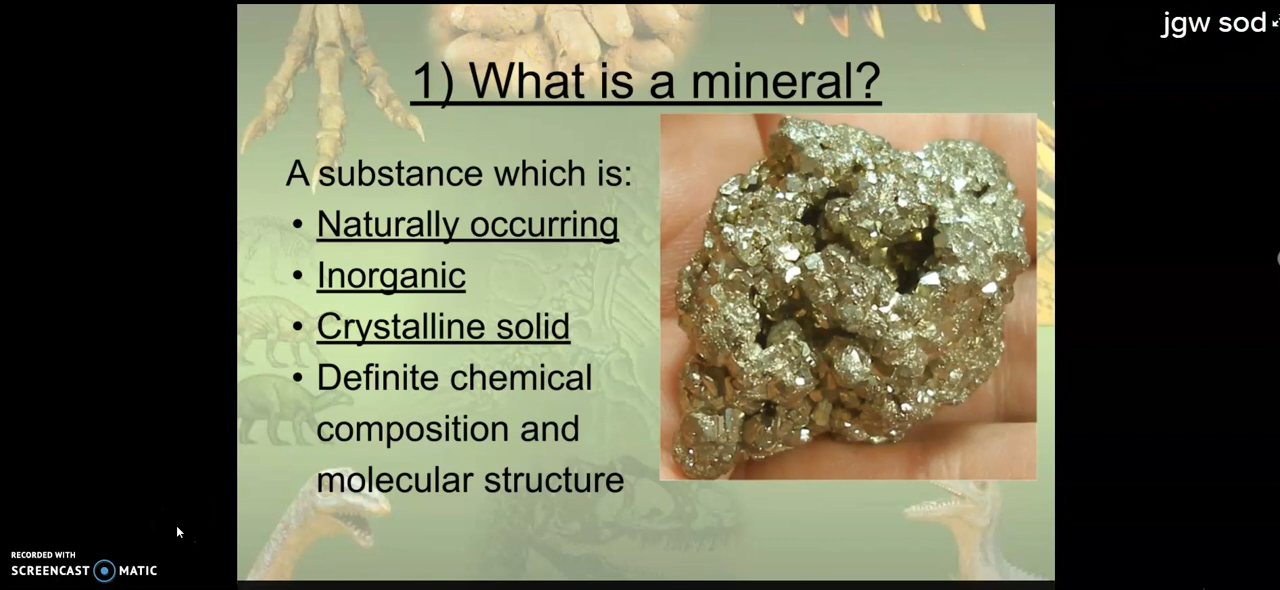 jgw sod
1) What is a mineral?
A substance which is:
• Naturally occurring
• Inorganic
• Crystalline solid
• Definite chemical
composition and
molecular structure
RECORDED WITH
SCREENCAST MATIC